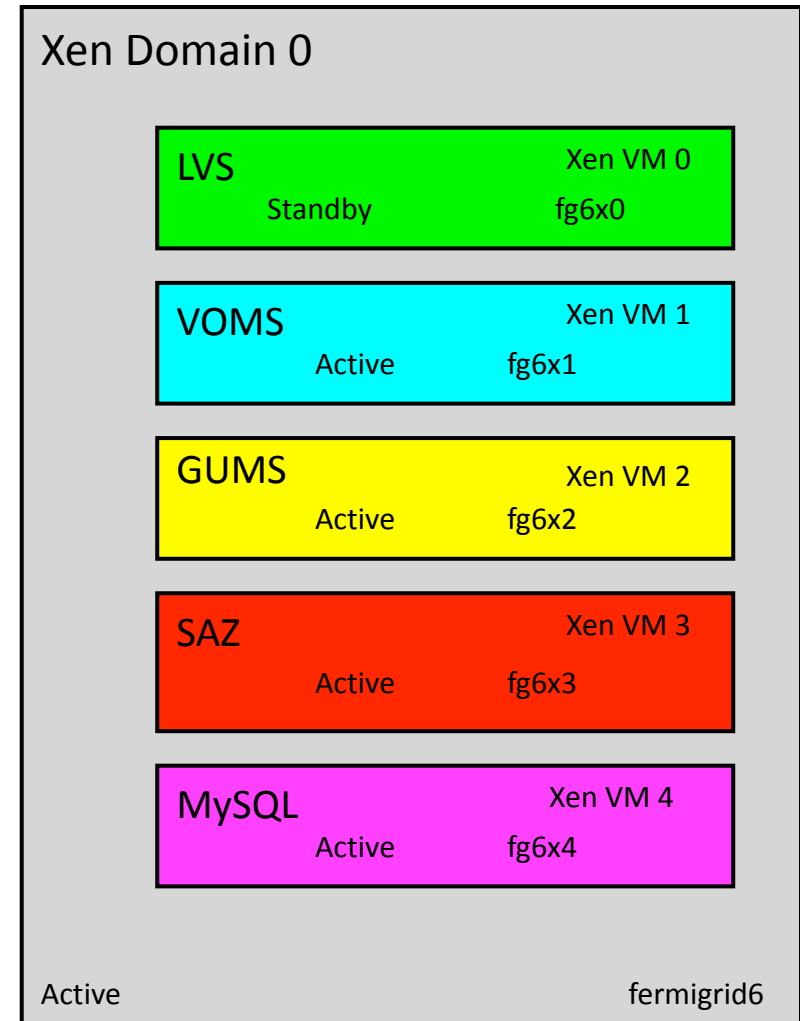 Xen Domain 0
LVS Xen VM 0
Standby fg6x0
VOMS Xen VM 1
Active fg6x1
GUMS Xen VM 2
Active fg6x2
SAZ Xen VM 3
Active fg6x3
MySQL Xen VM 4
Active fg6x4
Active fermigrid6